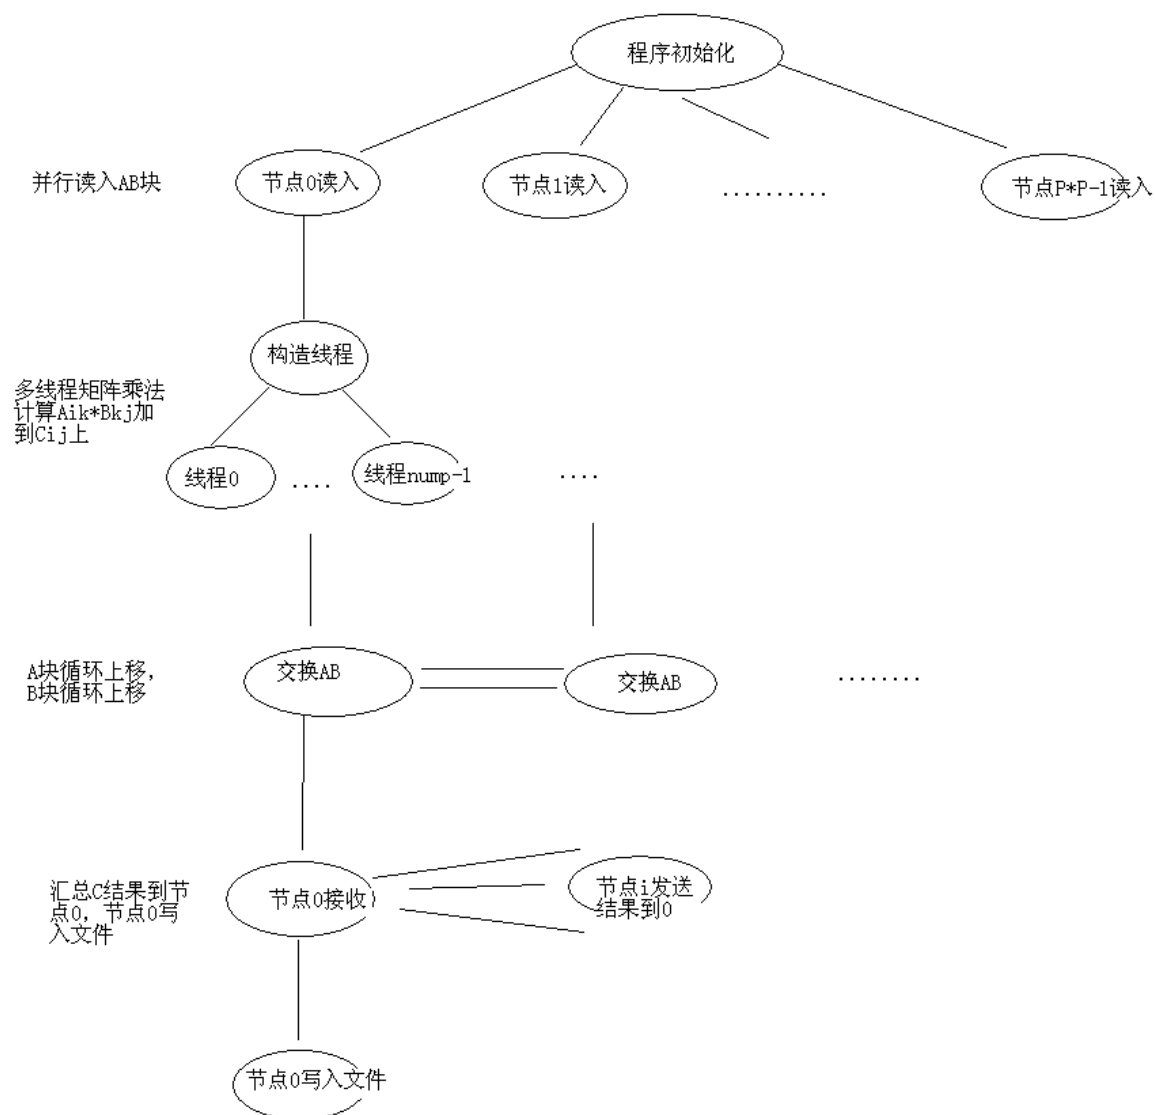 程序初始化
并行读入AB块
节点0读入
节点1读入
..........
节点P*P-1读入
构造线程
多线程矩阵乘法
计算Aik*Bkj加
到Cij上
线程0
....
线程nump-1
....
A块循环上移,
B块循环上移
交换AB
交换AB
........
汇总C结果到节
点0, 节点0写
入文件
节点0接收
节点i发送
结果到0
节点0写入文件